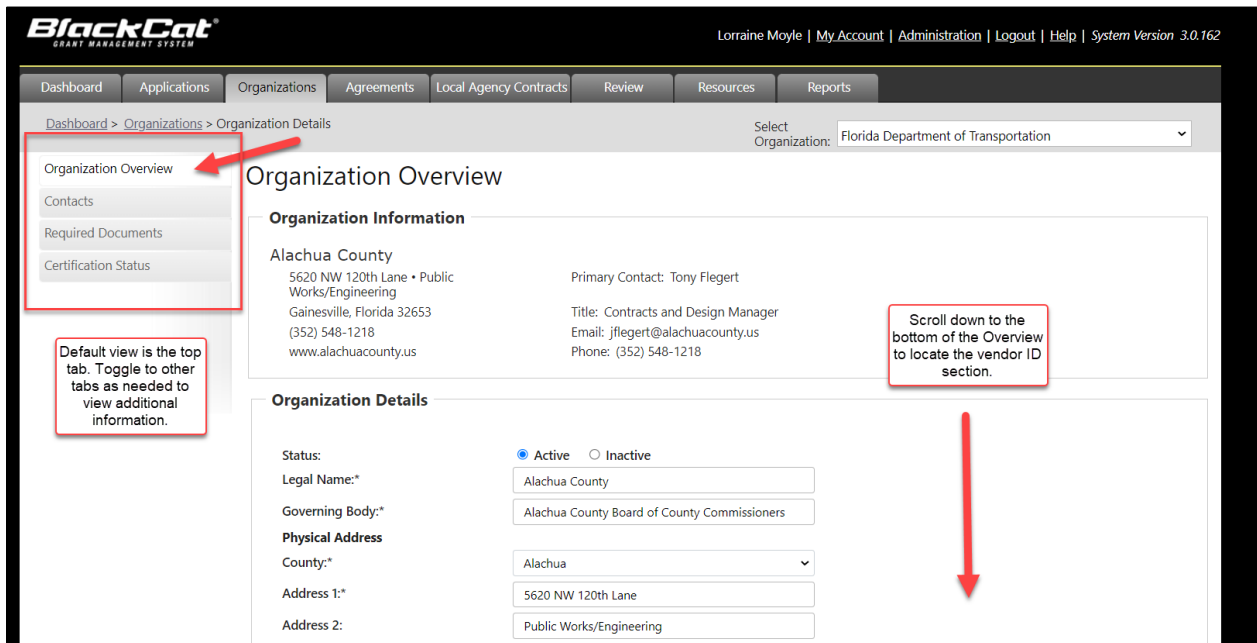 BlackCat®
GRANT MANAGEMENT SYSTEM
Lorraine Moyle | My Account | Administration | Logout | Help | System Version 3.0.162
Dashboard Applications Organizations Agreements Local Agency Contracts Review Resources Reports
Dashboard > Organizations > Organization Details
Select
Organization: Florida Department of Transportation
Organization Overview
Contacts
Required Documents
Certification Status
Default view is the top
tab. Toggle to other
tabs as needed to
view additional
information.
Organization Overview
Organization Information
Alachua County
5620 NW 120th Lane • Public
Works/Engineering
Gainesville, Florida 32653
(352) 548-1218
www.alachuacounty.us
Primary Contact: Tony Flegert
Title: Contracts and Design Manager
Email: jflegert@alachuacounty.us
Phone: (352) 548-1218
Scroll down to the
bottom of the Overview
to locate the vendor ID
section.
Organization Details
Status: Active Inactive
Legal Name:* Alachua County
Governing Body:* Alachua County Board of County Commissioners
Physical Address
County:* Alachua
Address 1:* 5620 NW 120th Lane
Address 2: Public Works/Engineering